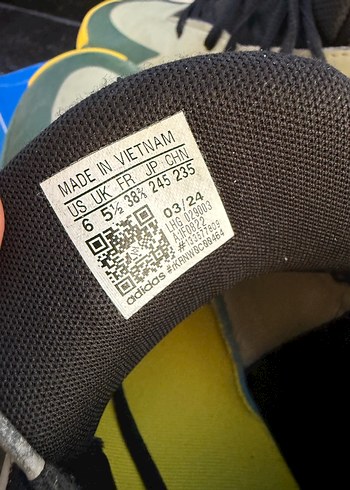 MADE IN VIETNAM
US UK FR JP CHN
6 5½ 38⅔ 245 235
03/24
LHG 029003
adidas